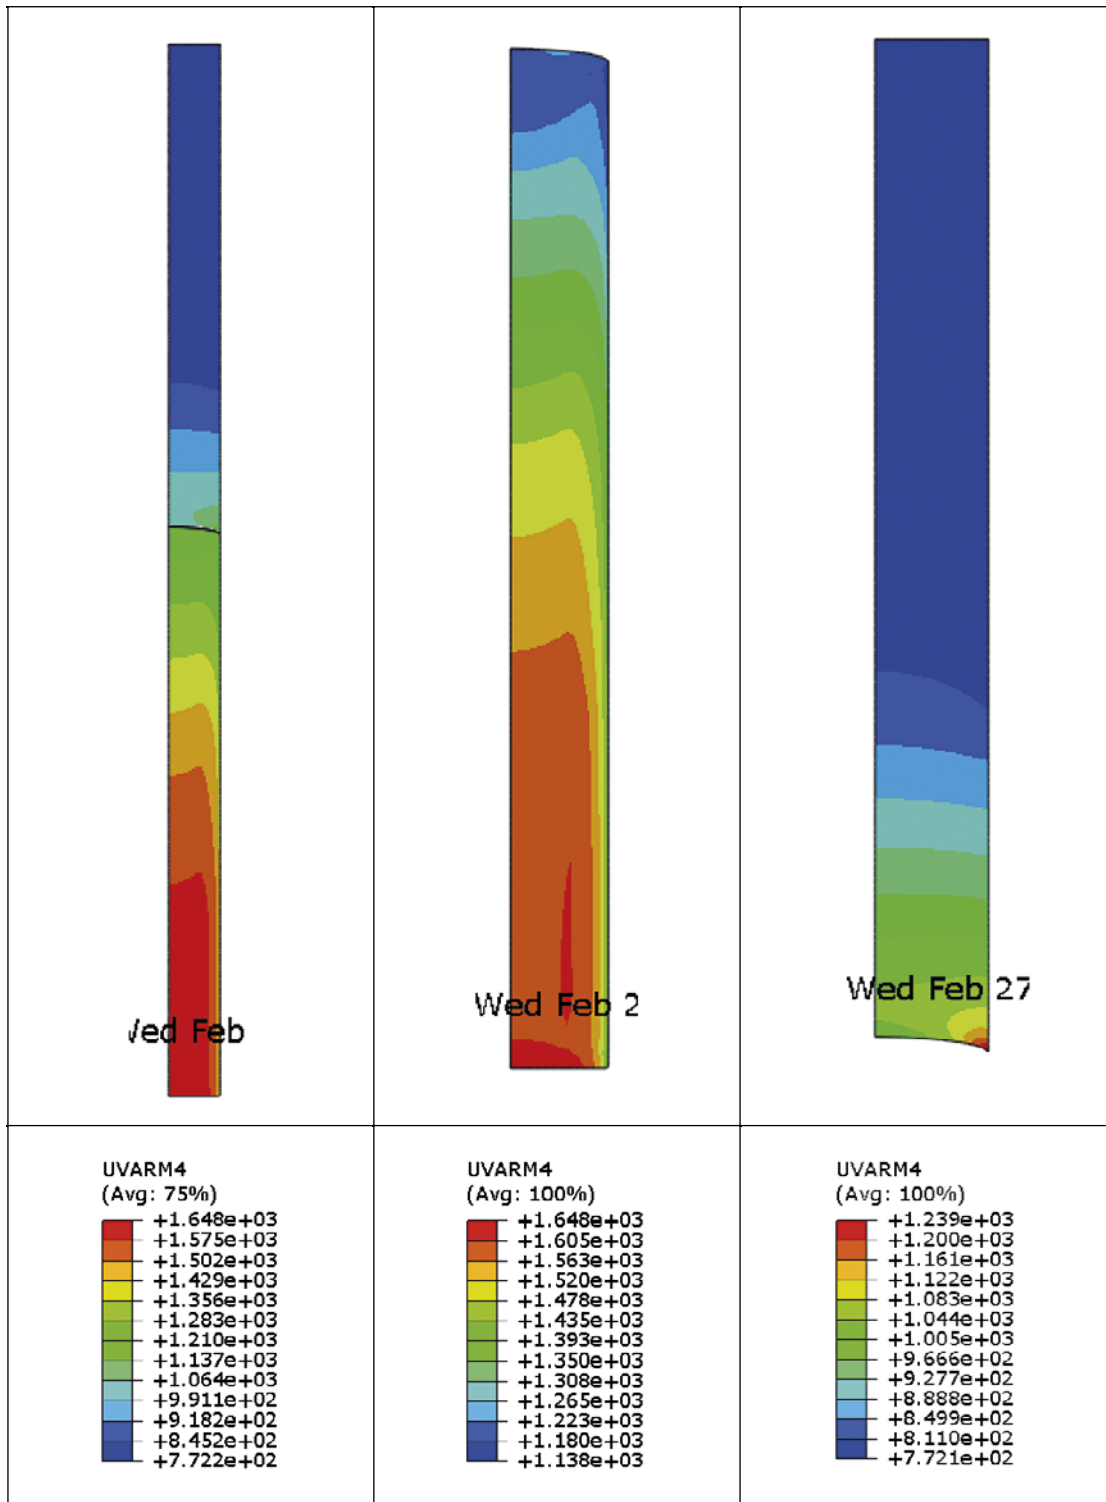 Wed Feb
Wed Feb 2
Wed Feb 27
UVARM4
(Avg: 75%)
+1.648e+03
+1.575e+03
+1.502e+03
+1.429e+03
+1.356e+03
+1.283e+03
+1.210e+03
+1.137e+03
+1.064e+03
+9.911e+02
+9.182e+02
+8.452e+02
+7.722e+02
UVARM4
(Avg: 100%)
+1.648e+03
+1.605e+03
+1.563e+03
+1.520e+03
+1.478e+03
+1.435e+03
+1.393e+03
+1.350e+03
+1.308e+03
+1.265e+03
+1.223e+03
+1.180e+03
+1.138e+03
UVARM4
(Avg: 100%)
+1.239e+03
+1.200e+03
+1.161e+03
+1.122e+03
+1.083e+03
+1.044e+03
+1.005e+03
+9.666e+02
+9.277e+02
+8.888e+02
+8.499e+02
+8.110e+02
+7.721e+02